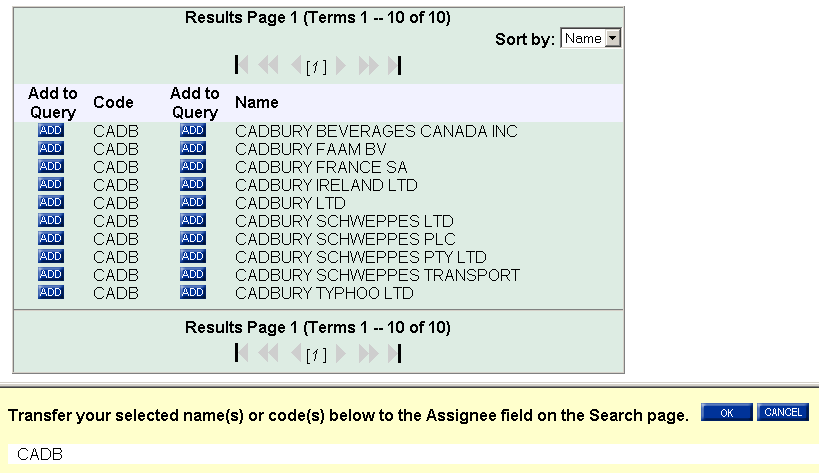 Results Page 1 (Terms 1 -- 10 of 10)
Sort by: Name
[1]
Add to Query Code Add to Query Name
ADD CADB ADD CADBURY BEVERAGES CANADA INC
ADD CADB ADD CADBURY FAAM BV
ADD CADB ADD CADBURY FRANCE SA
ADD CADB ADD CADBURY IRELAND LTD
ADD CADB ADD CADBURY LTD
ADD CADB ADD CADBURY SCHWEPPES LTD
ADD CADB ADD CADBURY SCHWEPPES PLC
ADD CADB ADD CADBURY SCHWEPPES PTY LTD
ADD CADB ADD CADBURY SCHWEPPES TRANSPORT
ADD CADB ADD CADBURY TYPHOO LTD
Results Page 1 (Terms 1 -- 10 of 10)
[1]
Transfer your selected name(s) or code(s) below to the Assignee field on the Search page. OK CANCEL
CADB